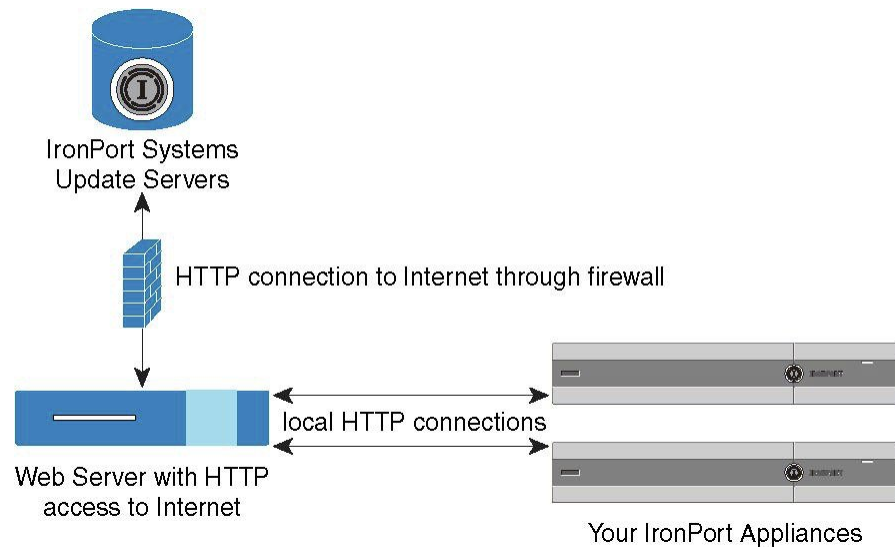 IronPort Systems
Update Servers
HTTP connection to Internet through firewall
local HTTP connections
Web Server with HTTP
access to Internet
Your IronPort Appliances